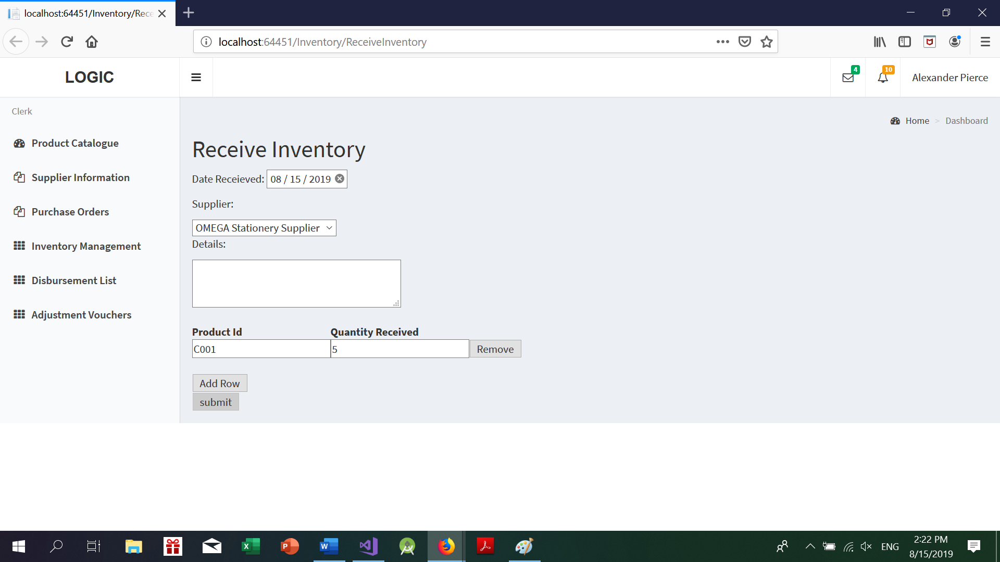 localhost:64451/Inventory/Rece
localhost:64451/Inventory/ReceiveInventory
LOGIC
4
10
Alexander Pierce
Clerk
Home > Dashboard
Product Catalogue
Supplier Information
Purchase Orders
Inventory Management
Disbursement List
Adjustment Vouchers
Receive Inventory
Date Receieved: 08 / 15 / 2019
Supplier:
OMEGA Stationery Supplier
Details:
Product Id Quantity Received
C001 5 Remove
Add Row
submit
ENG
2:22 PM
8/15/2019